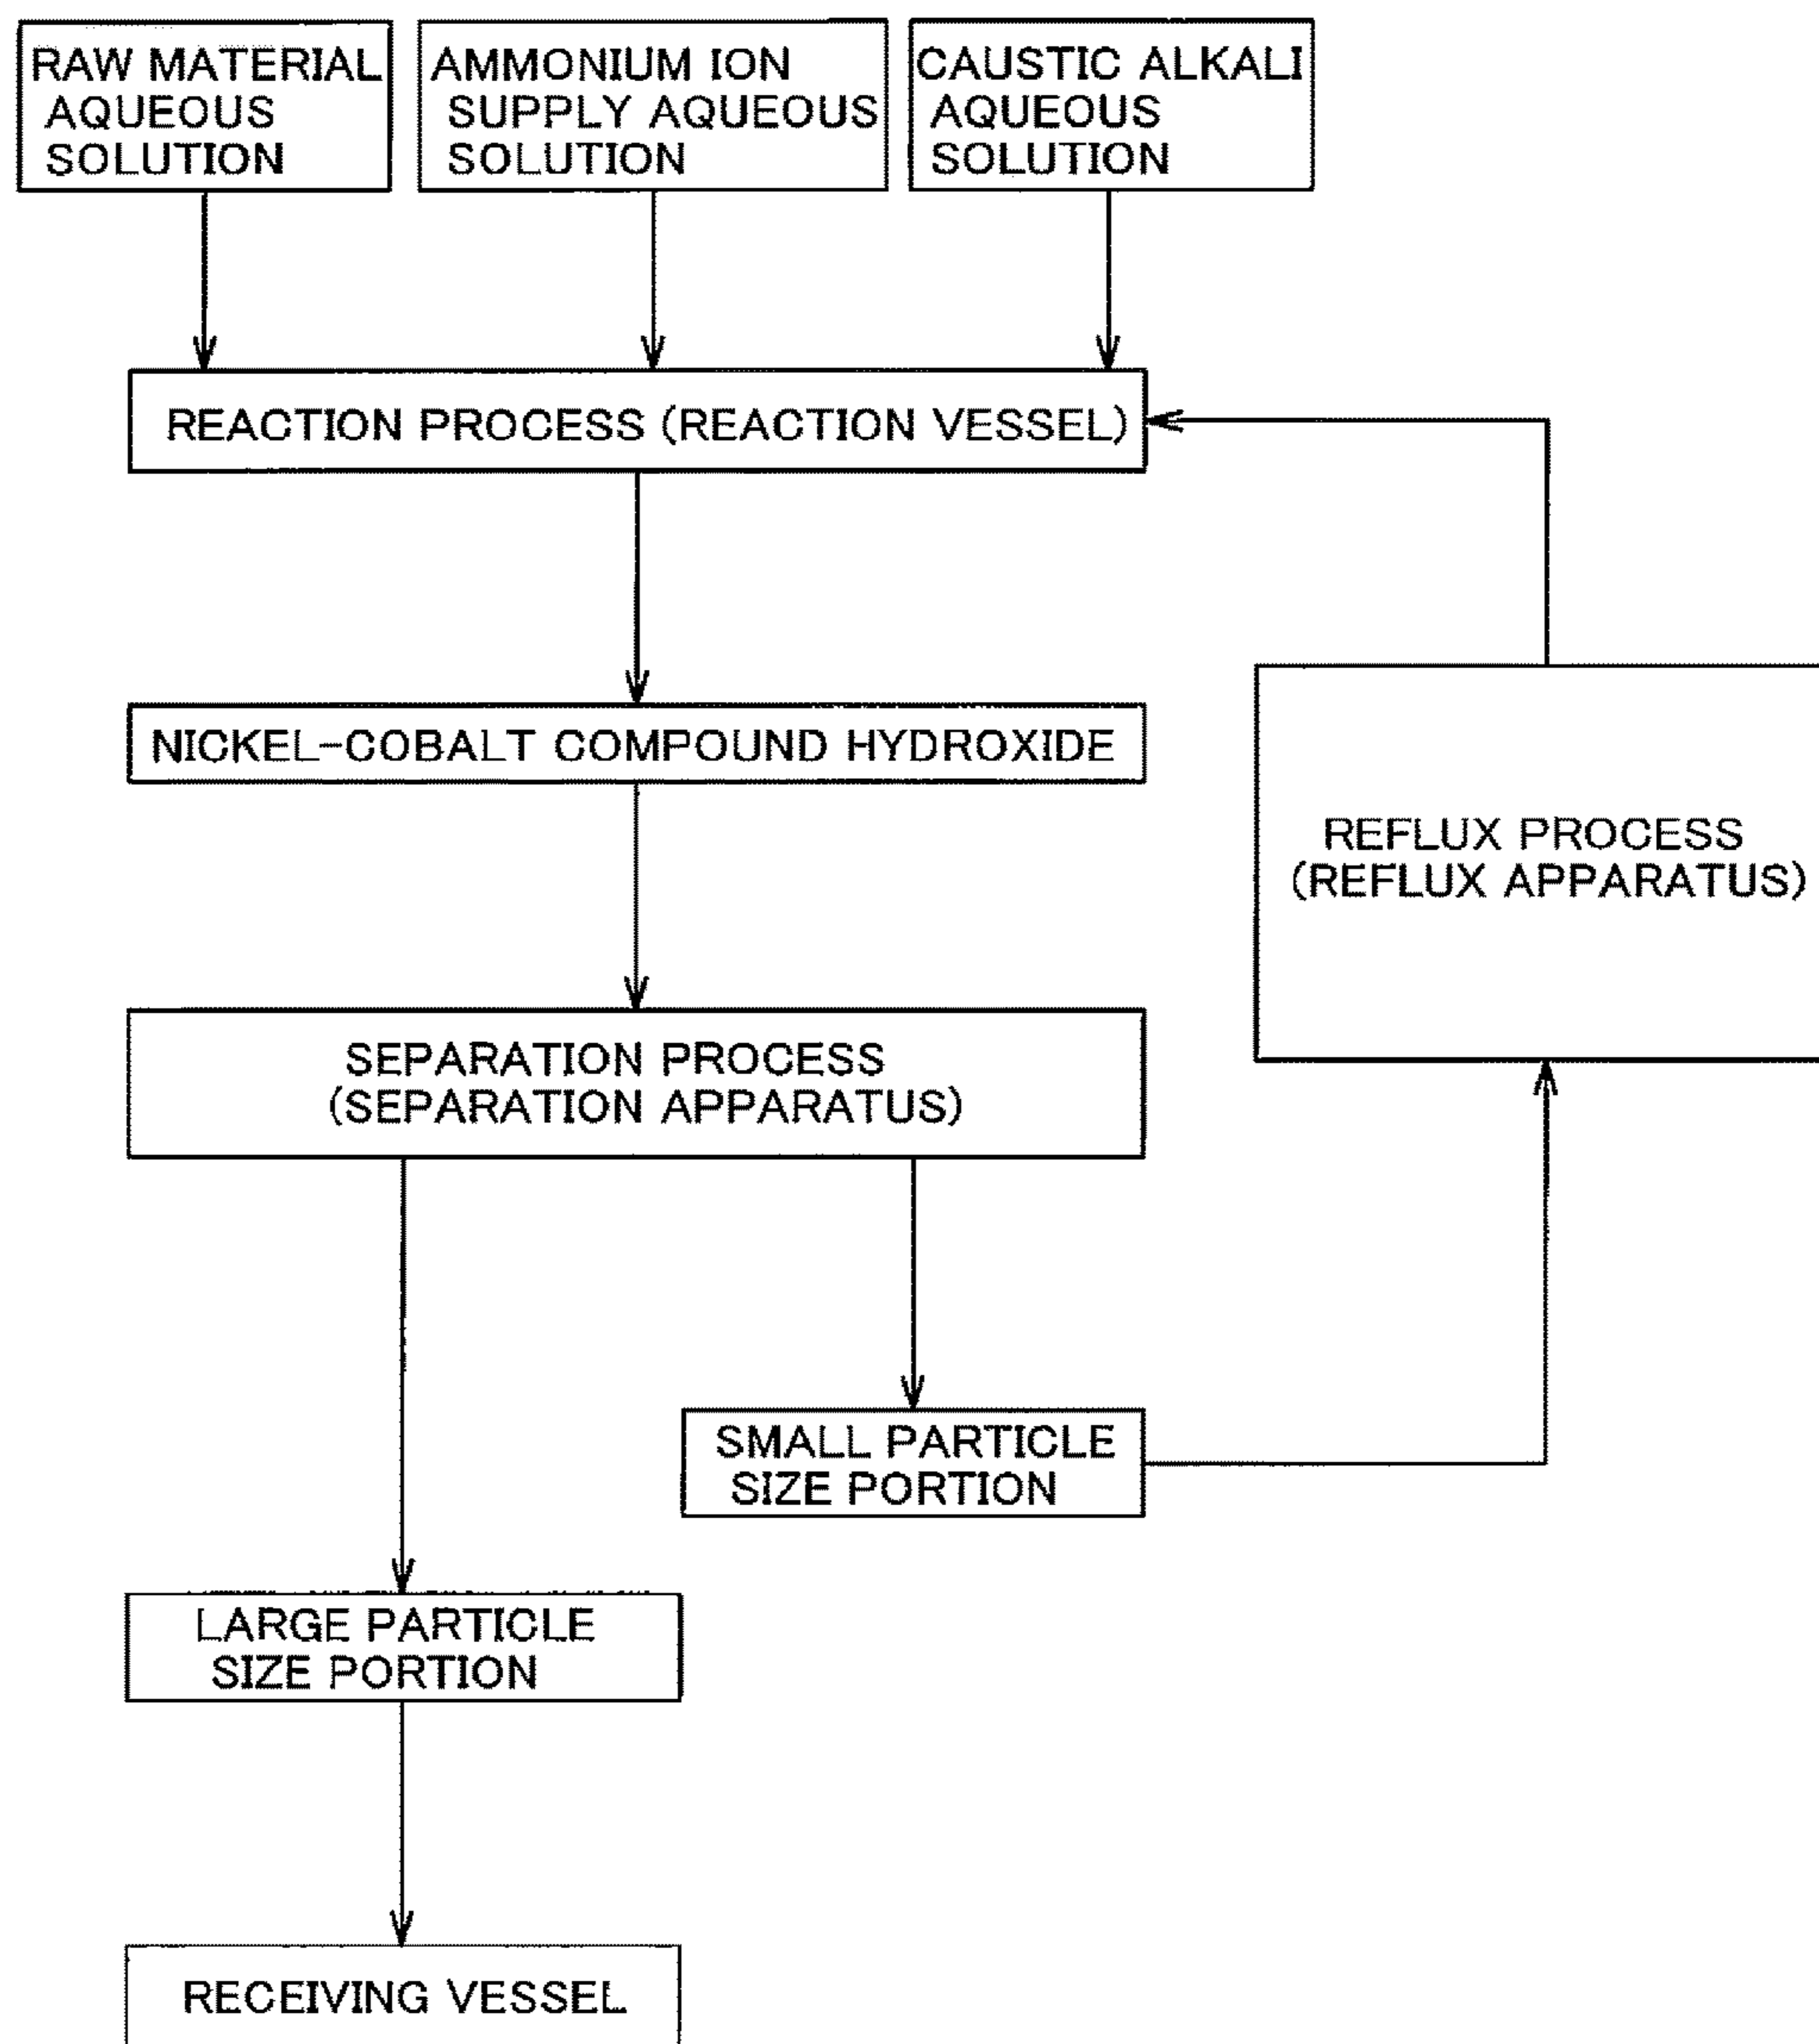 RAW MATERIAL
AQUEOUS
SOLUTION
AMMONIUM ION
SUPPLY AQUEOUS
SOLUTION
CAUSTIC ALKALI
AQUEOUS
SOLUTION
REACTION PROCESS (REACTION VESSEL)
NICKEL-COBALT COMPOUND HYDROXIDE
REFLUX PROCESS
(REFLUX APPARATUS)
SEPARATION PROCESS
(SEPARATION APPARATUS)
SMALL PARTICLE
SIZE PORTION
LARGE PARTICLE
SIZE PORTION
RECEIVING VESSEL